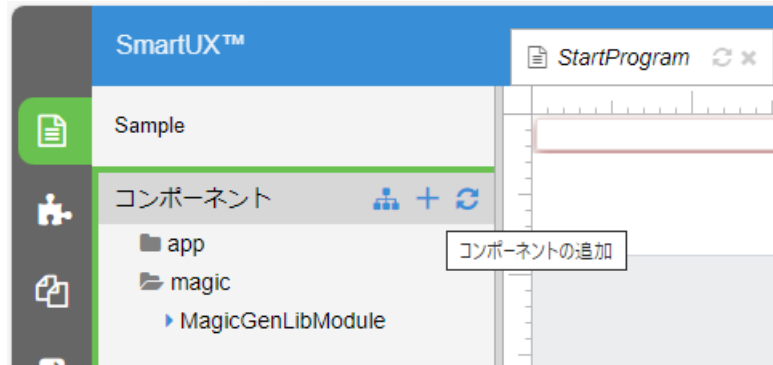 SmartUX™
StartProgram
Sample
コンポーネント
コンポーネントの追加
app
magic
MagicGenLibModule